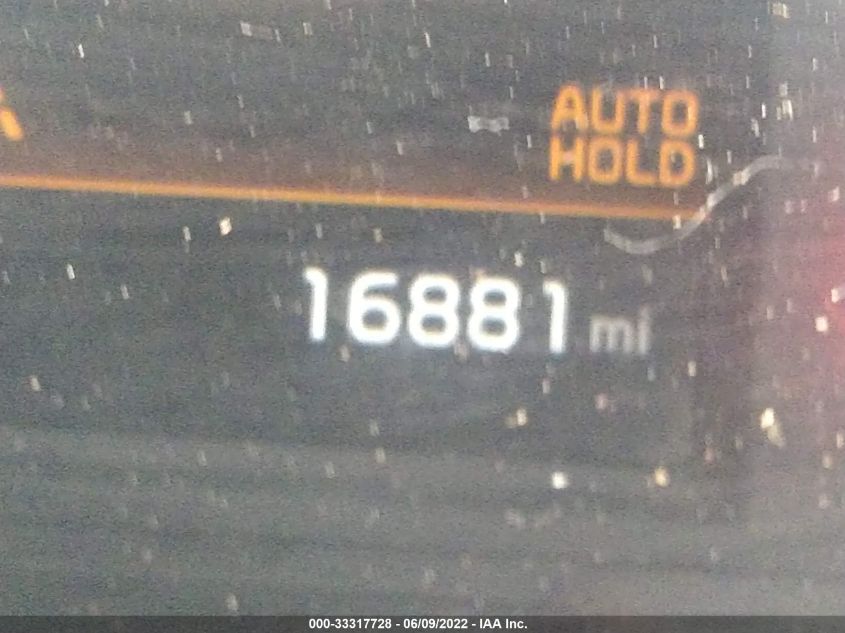 AUTO
HOLD
16881 mi
000-33317728 - 06/09/2022 - IAA Inc.